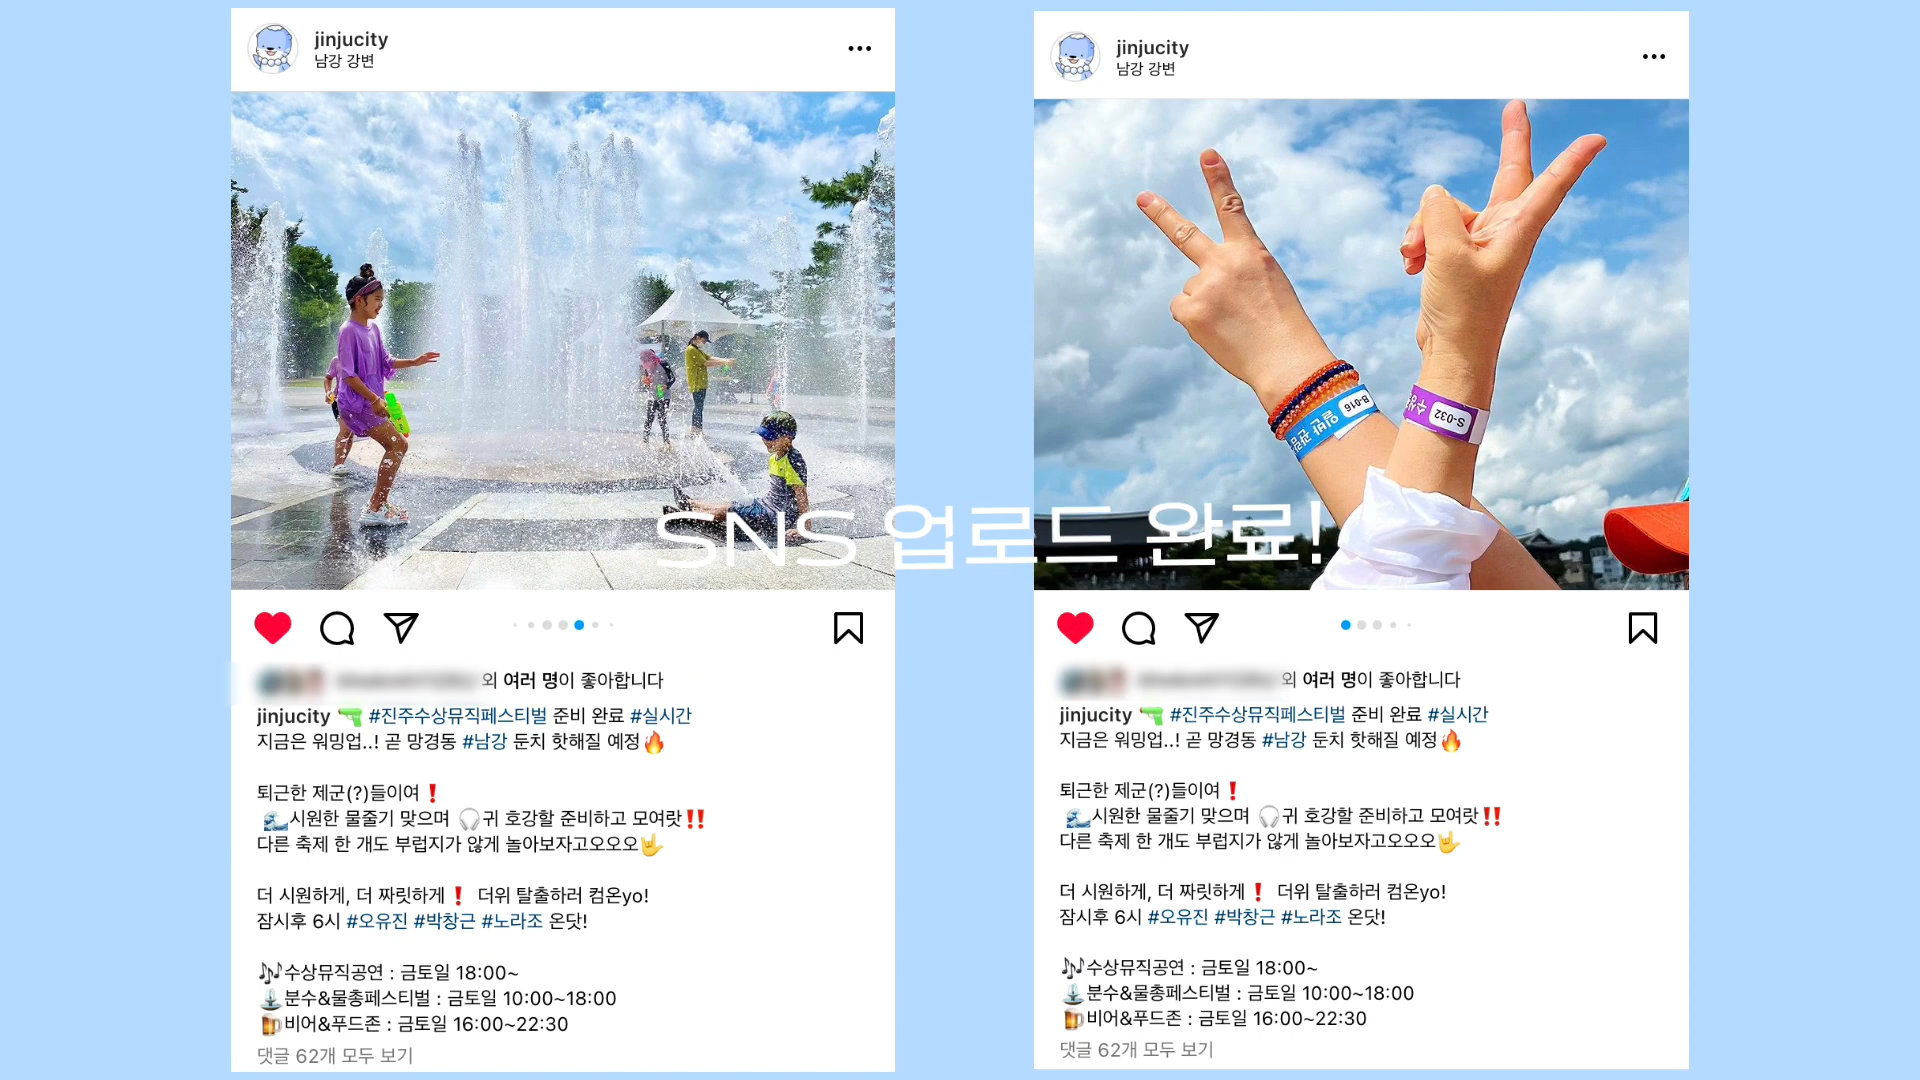 jinjucity
남강 강변
외 여러 명이 좋아합니다
jinjucity #진주수상뮤직페스티벌 준비 완료 #실시간
지금은 워밍업..! 곧 망경동 #남강 둔치 핫해질 예정🔥
퇴근한 제군(?)들이여❗
🌊시원한 물줄기 맞으며 🎧귀 호강할 준비하고 모여랏‼️
다른 축제 한 개도 부럽지가 않게 놀아보자고오오오🤟
더 시원하게, 더 짜릿하게❗ 더위 탈출하러 컴온yo!
잠시후 6시 #오유진 #박창근 #노라조 온닷!
🎶수상뮤직공연 : 금토일 18:00~
⛲분수&물총페스티벌 : 금토일 10:00~18:00
🍺비어&푸드존 : 금토일 16:00~22:30
댓글 62개 모두 보기
SNS 업로드 완료!
jinjucity
남강 강변
B-016
일반 관람
S-032
수상
외 여러 명이 좋아합니다
jinjucity 🔫 #진주수상뮤직페스티벌 준비 완료 #실시간
지금은 워밍업..! 곧 망경동 #남강 둔치 핫해질 예정🔥
퇴근한 제군(?)들이여❗
🌊시원한 물줄기 맞으며 🎧귀 호강할 준비하고 모여랏‼️
다른 축제 한 개도 부럽지가 않게 놀아보자고오오오🤟
더 시원하게, 더 짜릿하게❗ 더위 탈출하러 컴온yo!
잠시후 6시 #오유진 #박창근 #노라조 온닷!
🎶수상뮤직공연 : 금토일 18:00~
⛲분수&물총페스티벌 : 금토일 10:00~18:00
🍺비어&푸드존 : 금토일 16:00~22:30
댓글 62개 모두 보기